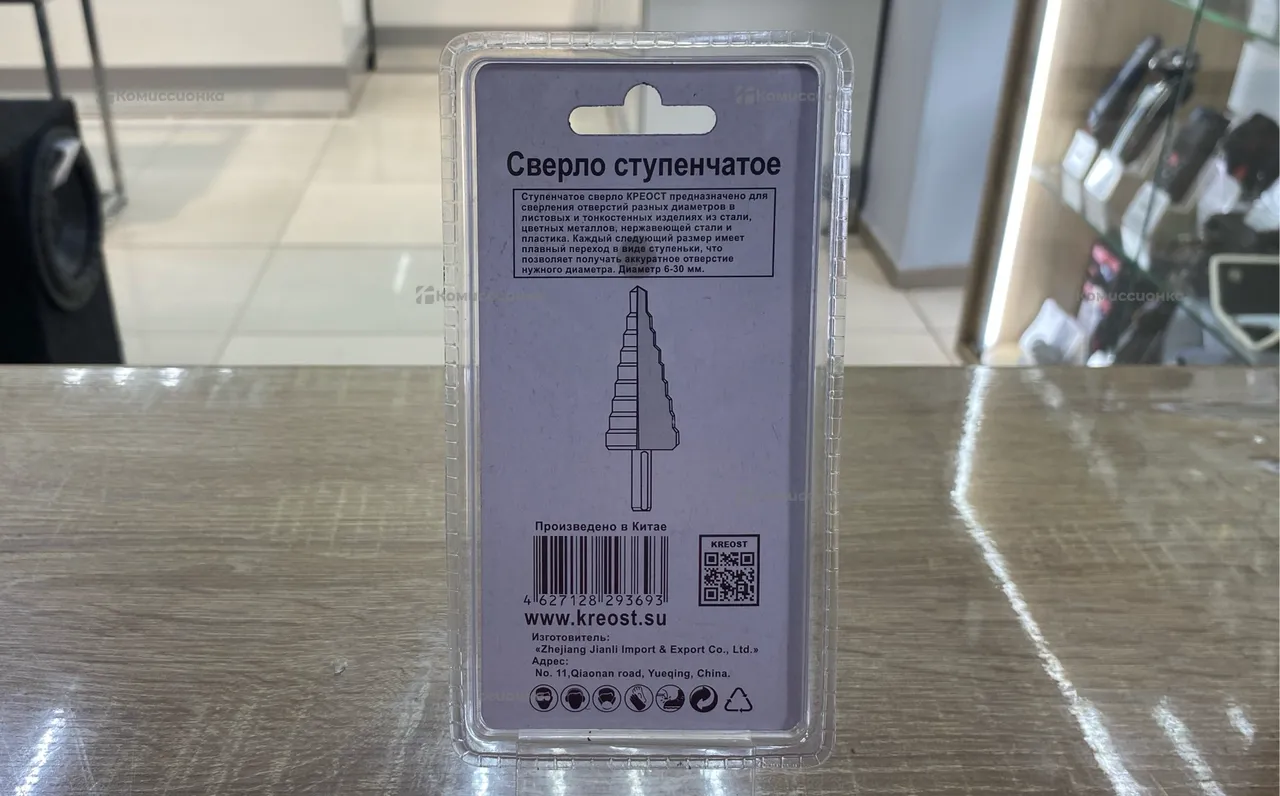 Комиссионка
Комиссионка
Сверло ступенчатое
Ступенчатое сверло КРЕОСТ предназначено для
сверления отверстий разных диаметров в
листовых и тонкостенных изделиях из стали,
цветных металлов, нержавеющей стали и
пластика. Каждый следующий размер имеет
плавный переход в виде ступеньки, что
позволяет получать аккуратное отверстие
нужного диаметра. Диаметр 6-30 мм.
Комиссионка
Комиссионка
Произведено в Китае
KREOST
4 627128 293693
www.kreost.su
Изготовитель:
«Zhejiang Jianli Import & Export Co., Ltd.»
Адрес:
No. 11,Qiaonan road, Yueqing, China.